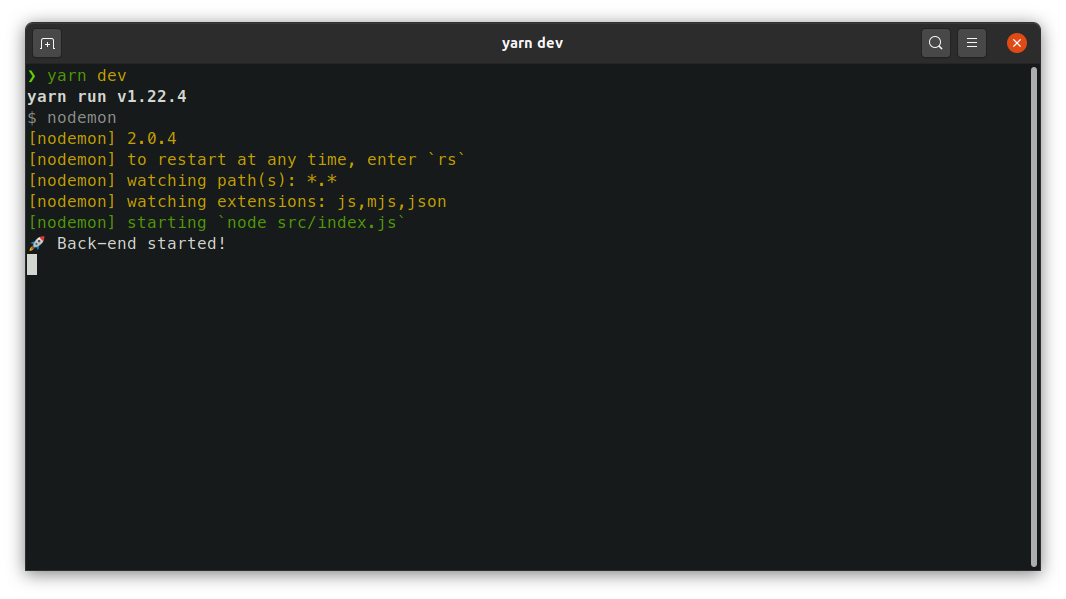 yarn dev
❯ yarn dev
yarn run v1.22.4
$ nodemon
[nodemon] 2.0.4
[nodemon] to restart at any time, enter `rs`
[nodemon] watching path(s): *.*
[nodemon] watching extensions: js,mjs,json
[nodemon] starting `node src/index.js`
🚀 Back-end started!